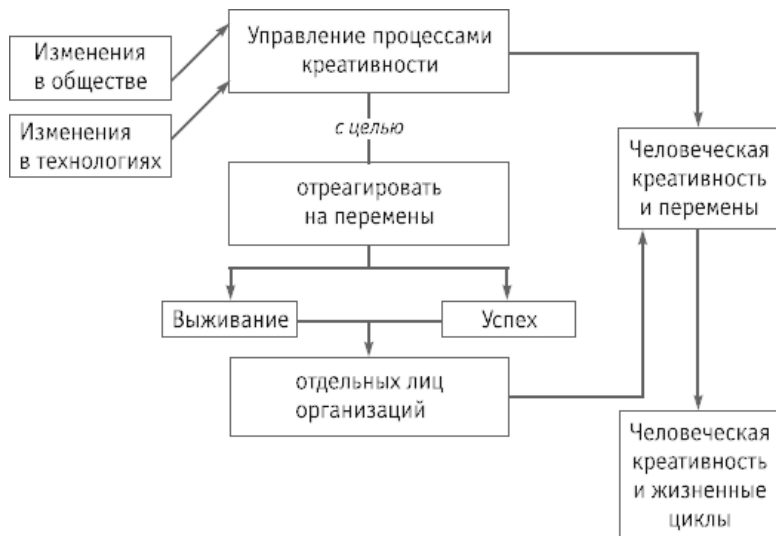 Изменения
в обществе
Управление процессами
креативности
Изменения
в технологиях
с целью
отреагировать
на перемены
Человеческая
креативность
и перемены
Выживание
Успех
отдельных лиц
организаций
Человеческая
креативность
и жизненные
циклы